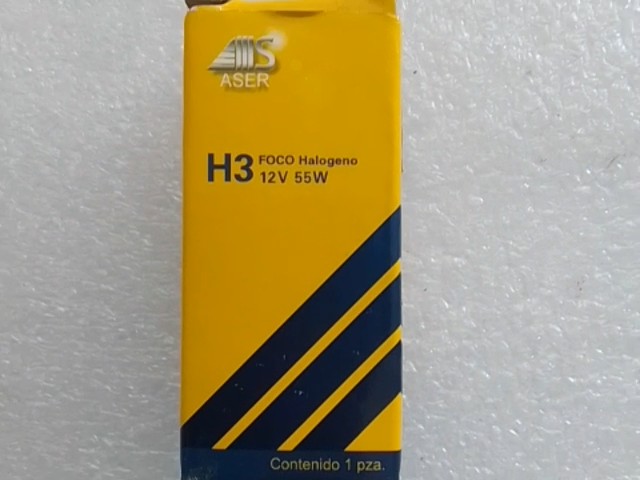 ASER
H3 FOCO Halogeno
12V 55W
Contenido 1 pza.